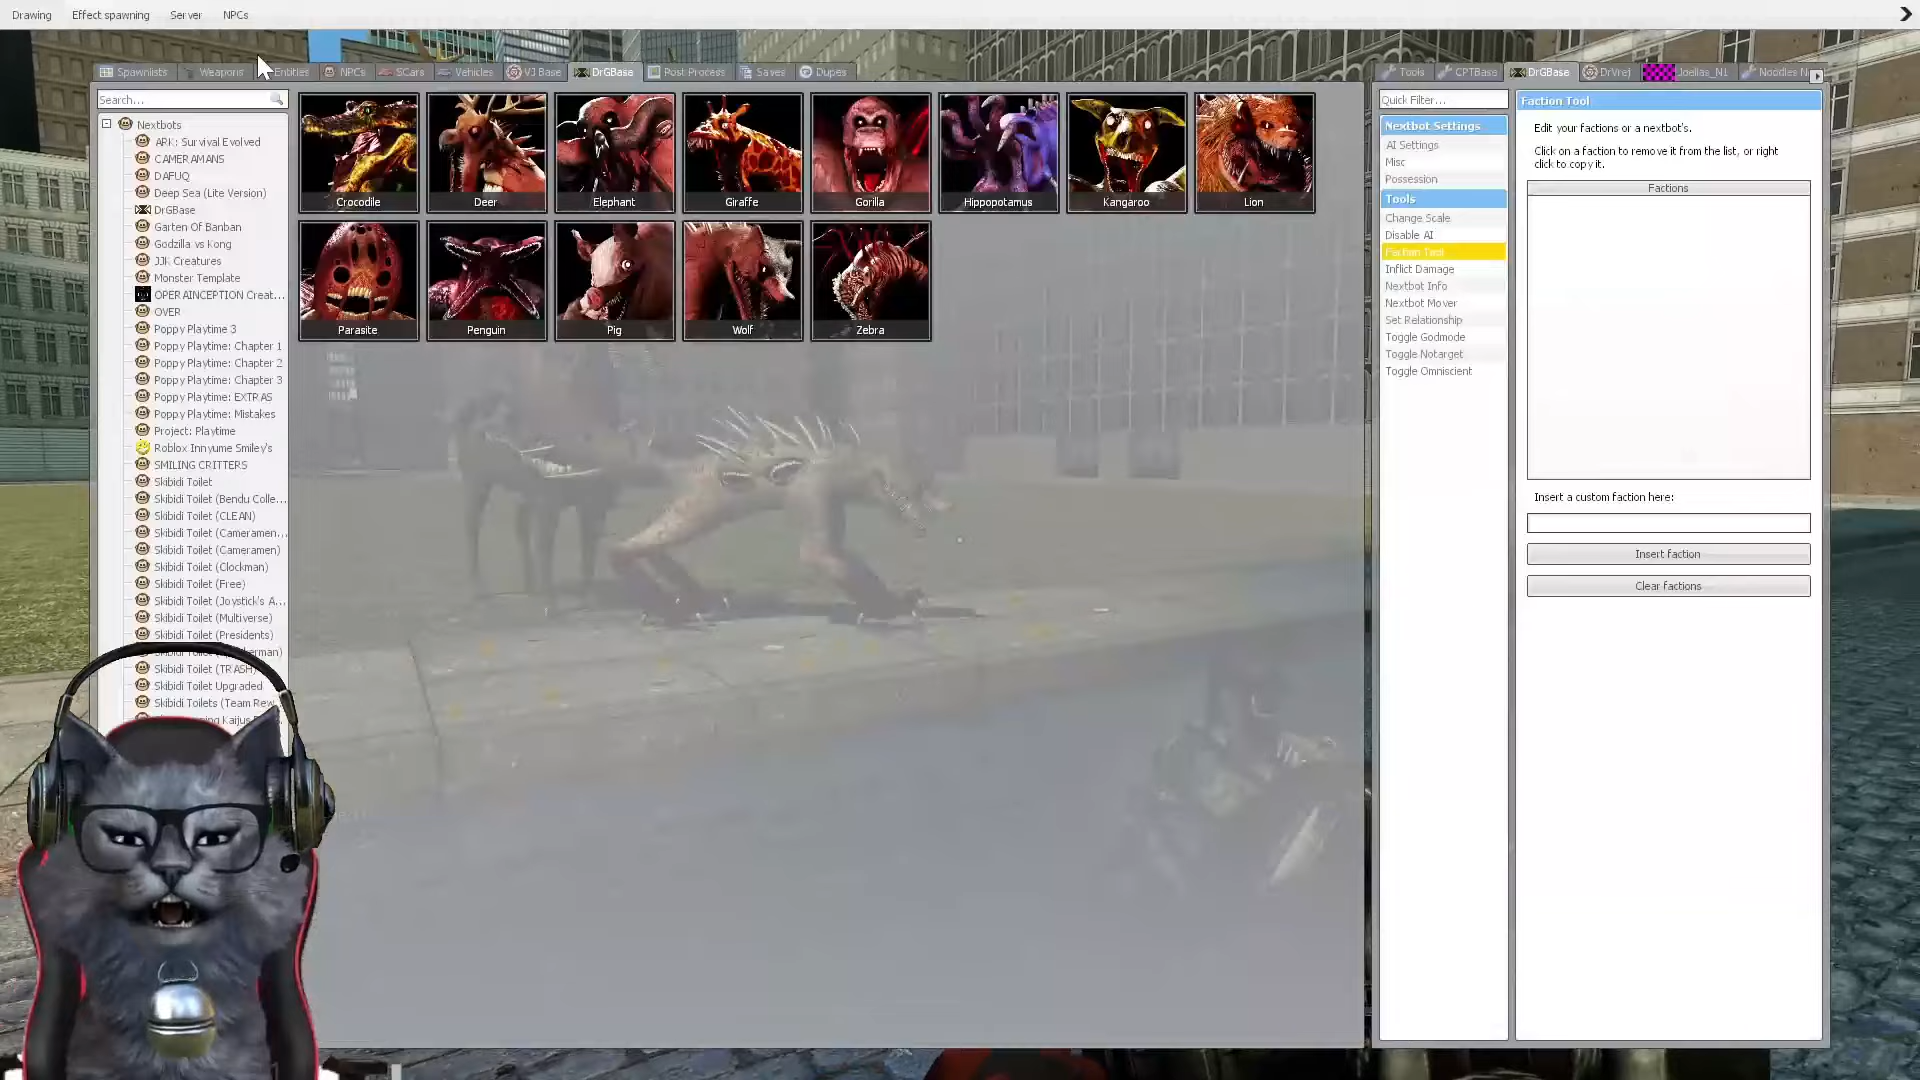 Drawing Effect spawning Server NPCs
Spawnlists Weapons Entities NPCs SCars Vehicles VJ Base DrGBase Post Process Saves Dupes
Search...
Nextbots
ARK: Survival Evolved
CAMERAMANS
DAFUQ
Deep Sea (Lite Version)
DrGBase
Garten Of Banban
Godzilla vs Kong
JJK Creatures
Monster Template
OPERAINCEPTION Creat...
OVER
Poppy Playtime 3
Poppy Playtime: Chapter 1
Poppy Playtime: Chapter 2
Poppy Playtime: Chapter 3
Poppy Playtime: EXTRAS
Poppy Playtime: Mistakes
Project: Playtime
Roblox Innyume Smiley's
SMILING CRITTERS
Skibidi Toilet
Skibidi Toilet (Bendu Colle...
Skibidi Toilet (CLEAN)
Skibidi Toilet (Cameramen...
Skibidi Toilet (Cameramen)
Skibidi Toilet (Clockman)
Skibidi Toilet (Free)
Skibidi Toilet (Joystick's A...
Skibidi Toilet (Multiverse)
Skibidi Toilet (Presidents)
Skibidi Toilet (TRASH)
Skibidi Toilet Upgraded
Skibidi Toilets (Team Rew...
Kaijus
Crocodile Deer Elephant Giraffe Gorilla Hippopotamus Kangaroo Lion
Parasite Penguin Pig Wolf Zebra
Tools CPTBase DrGBase DrVrej Joellas_N1
Quick Filter...
Nextbot Settings
AI Settings
Misc
Possession
Tools
Change Scale
Disable AI
Faction Tool
Inflict Damage
Nextbot Info
Nextbot Mover
Set Relationship
Toggle Godmode
Toggle Notarget
Toggle Omniscient
Faction Tool
Edit your factions or a nextbot's.
Click on a faction to remove it from the list, or right
click to copy it.
Factions
Insert a custom faction here:
Insert faction
Clear factions